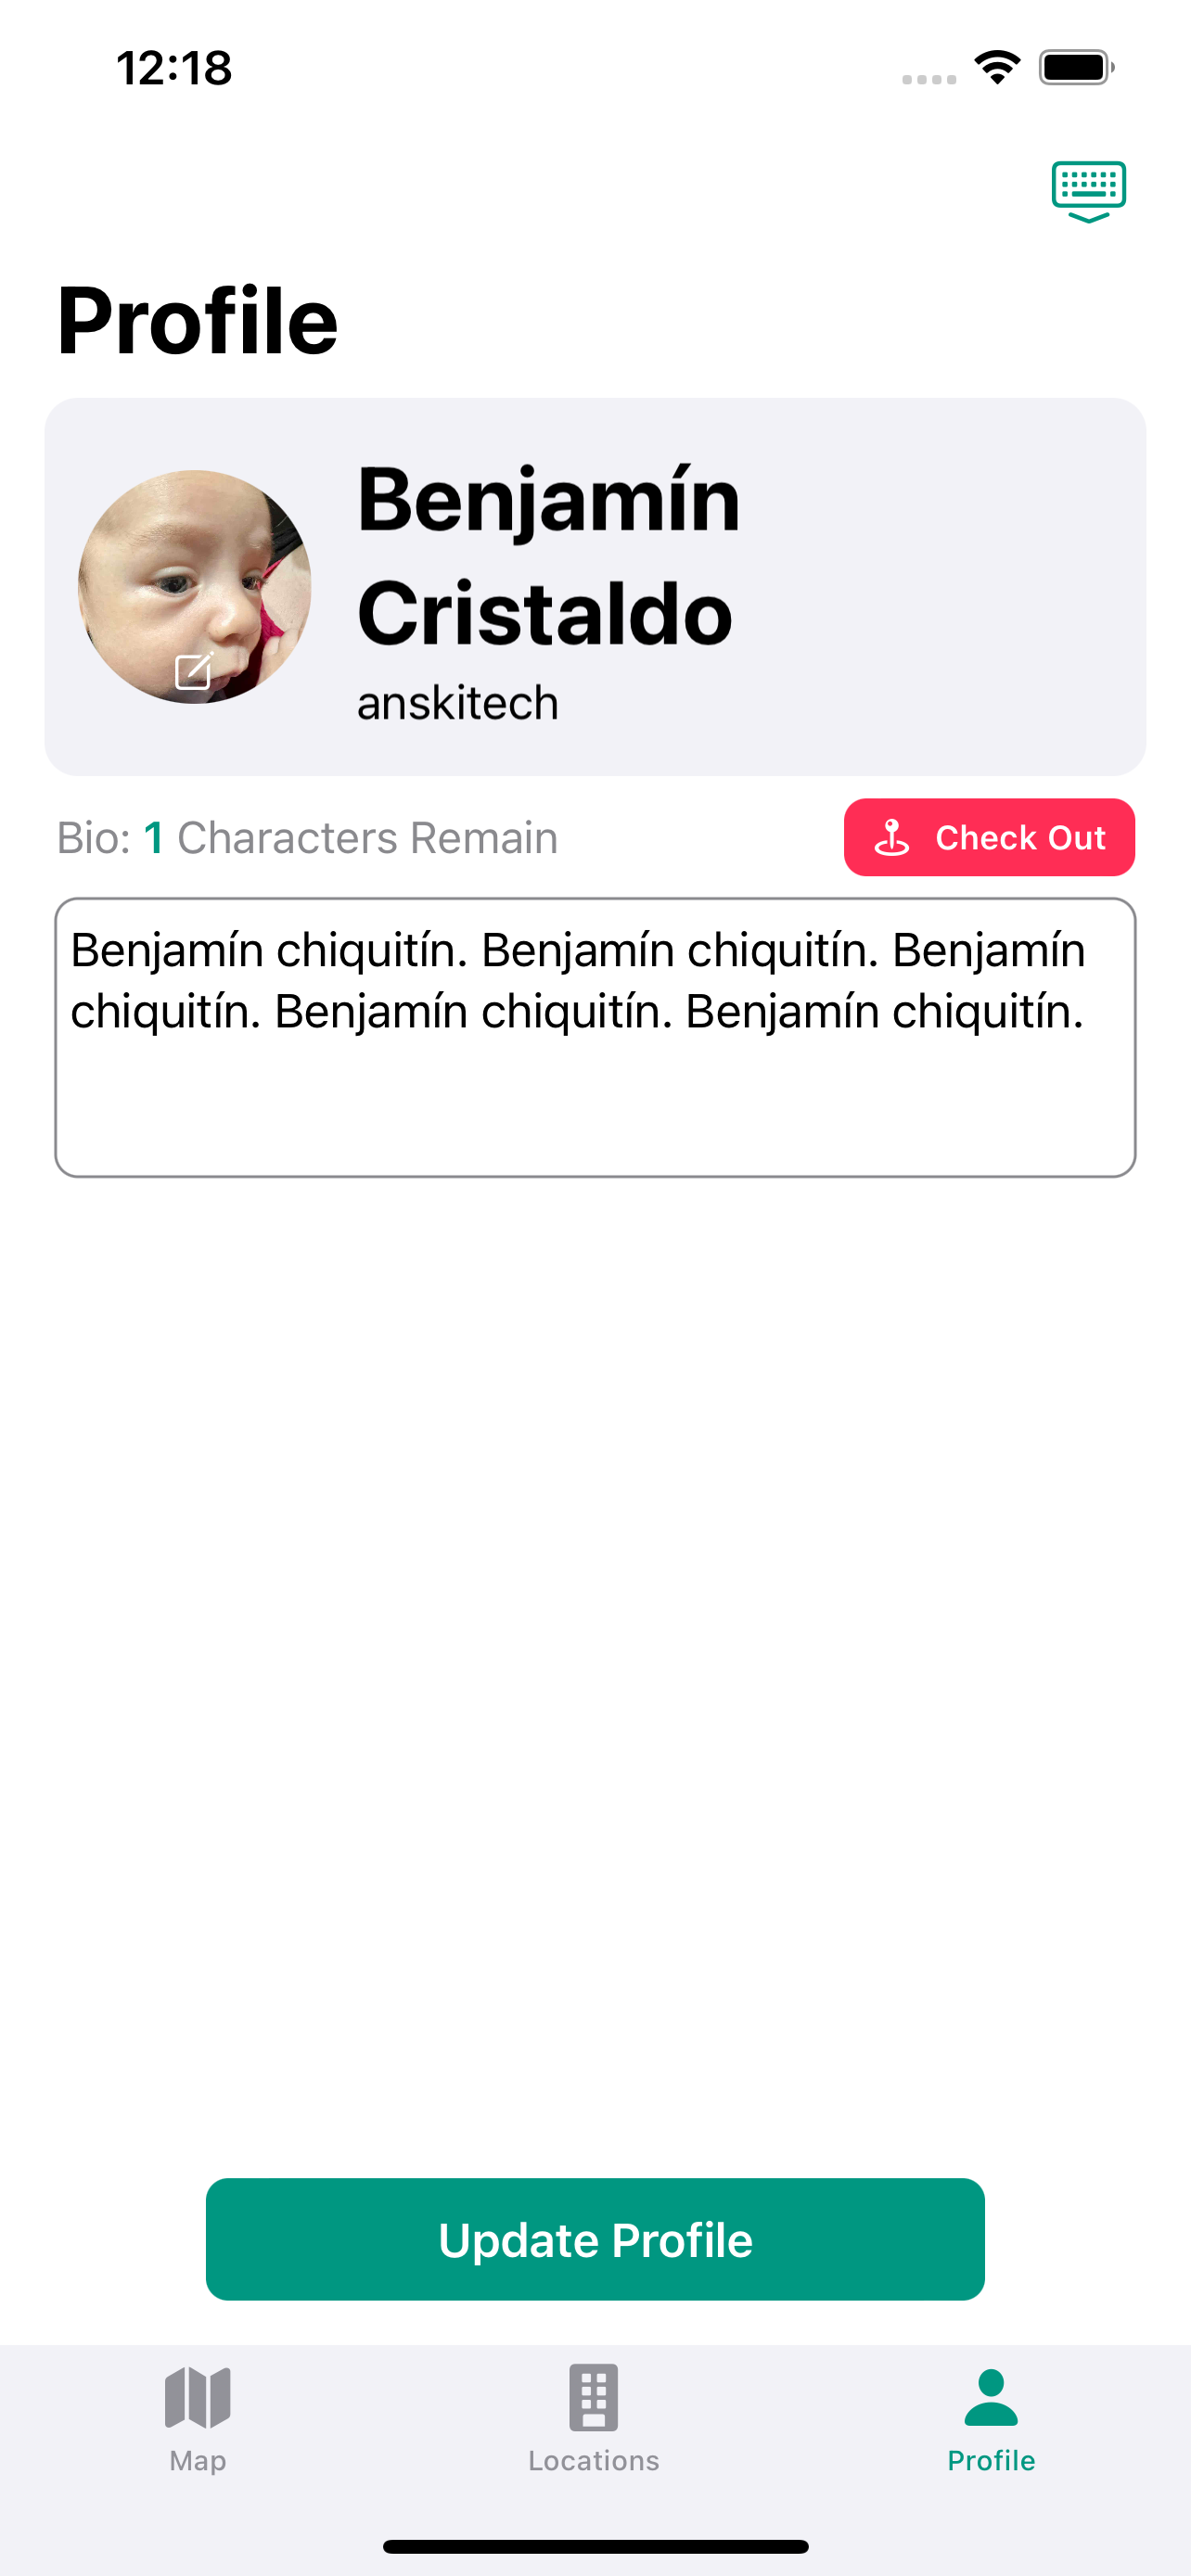 12:18
Profile
Benjamín
Cristaldo
anskitech
Bio: 1 Characters Remain
Check Out
Benjamín chiquitín. Benjamín chiquitín. Benjamín
chiquitín. Benjamín chiquitín. Benjamín chiquitín.
Update Profile
Map
Locations
Profile